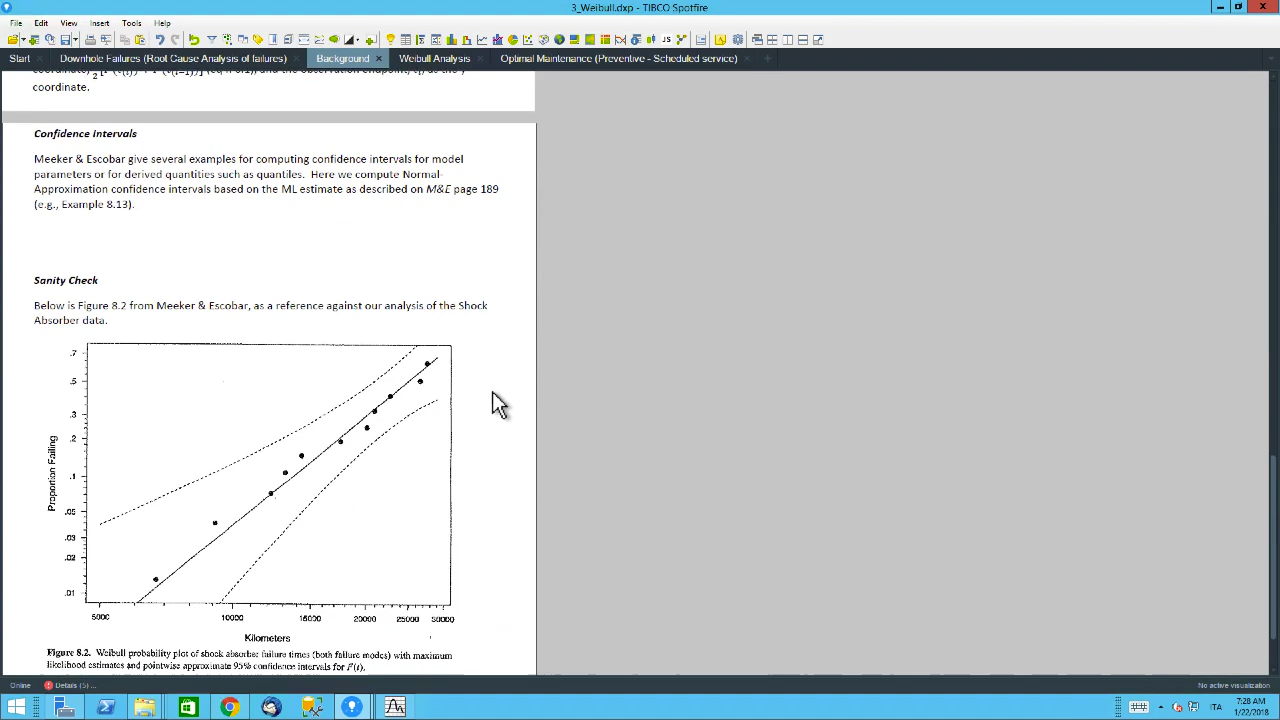 3_Weibull.dxp - TIBCO Spotfire
File Edit View Insert Tools Help
Start Downhole Failures (Root Cause Analysis of failures) Background Weibull Analysis Optimal Maintenance (Preventive - Scheduled service)
coordinate.
Confidence Intervals
Meeker & Escobar give several examples for computing confidence intervals for model
parameters or for derived quantities such as quantiles. Here we compute Normal-
Approximation confidence intervals based on the ML estimate as described on M&E page 189
(e.g., Example 8.13).
Sanity Check
Below is Figure 8.2 from Meeker & Escobar, as a reference against our analysis of the Shock
Absorber data.
.7
.5
.3
.2
.1
.05
.03
.02
.01
Proportion Failing
5000 10000 15000 20000 25000 30000
Kilometers
Figure 8.2. Weibull probability plot of shock absorber failure times (both failure modes) with maximum
likelihood estimates and pointwise approximate 95% confidence intervals for F(t).
Online Details (5) ... No active visualization
ITA 7:28 AM
1/22/2018